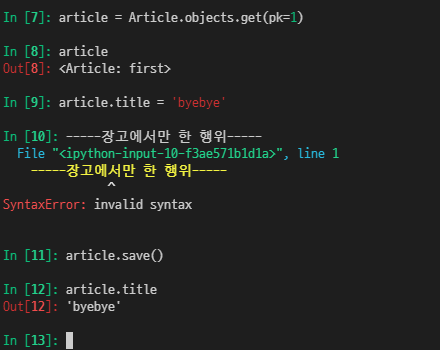 In [7]: article = Article.objects.get(pk=1)
In [8]: article
Out[8]: <Article: first>
In [9]: article.title = 'byebye'
In [10]: -----장고에서만 한 행위-----
File "<ipython-input-10-f3ae571b1d1a>", line 1
-----장고에서만 한 행위-----
^
SyntaxError: invalid syntax
In [11]: article.save()
In [12]: article.title
Out[12]: 'byebye'
In [13]: